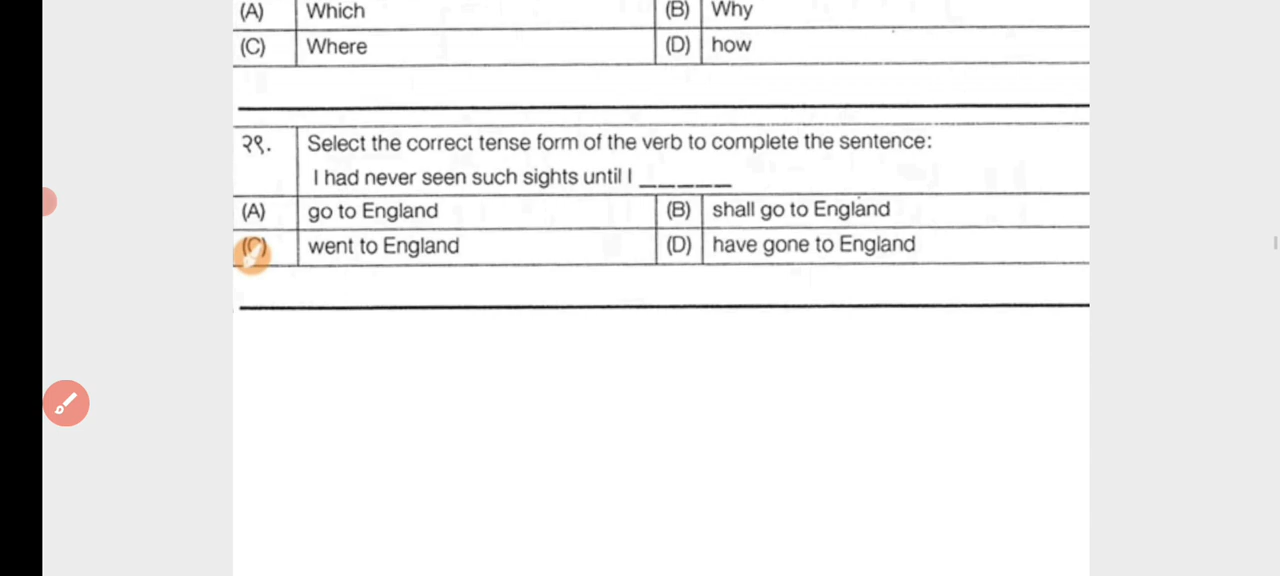 (A) Which (B) Why
(C) Where (D) how
२९. Select the correct tense form of the verb to complete the sentence:
I had never seen such sights until I _____
(A) go to England (B) shall go to England
(C) went to England (D) have gone to England